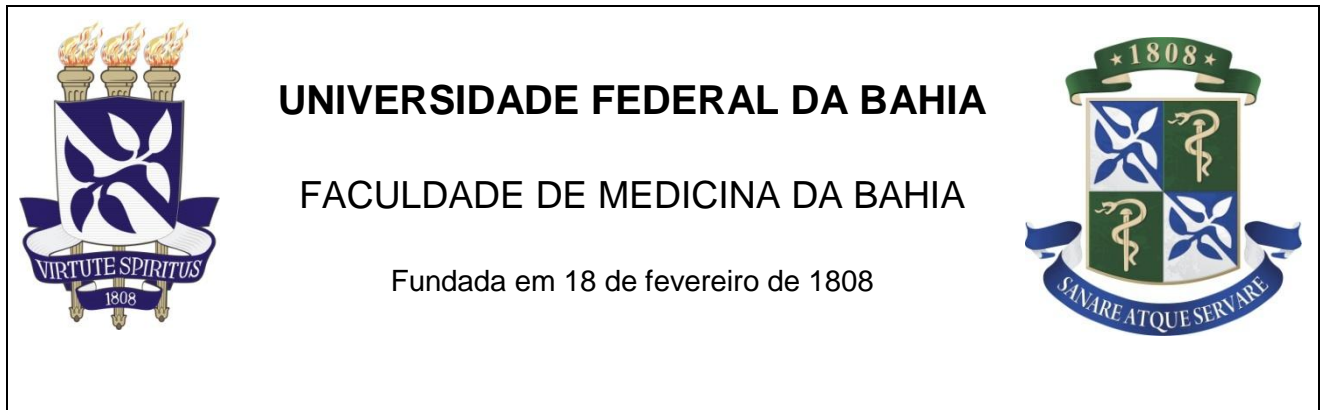 UNIVERSIDADE FEDERAL DA BAHIA
FACULDADE DE MEDICINA DA BAHIA
Fundada em 18 de fevereiro de 1808
VIRTUTE SPIRITUS
1808
★1808★
SANARE ATQUE SERVARE